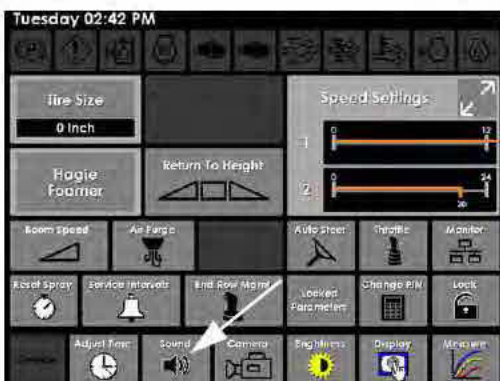 Tuesday 02:42 PM
Tire Size
0 Inch
Speed Settings
1 0 12
2 0 24
20
Hagie
Foamer
Return To Height
Boom Speed
Air Purge
Auto Steer
Throttle
Monitor
Reset Spray
Service Intervals
End Row Mgmt
Locked
Parameters
Change PIN
Lock
Adjust Time
Sound
Camera
Brightness
Display
Measure